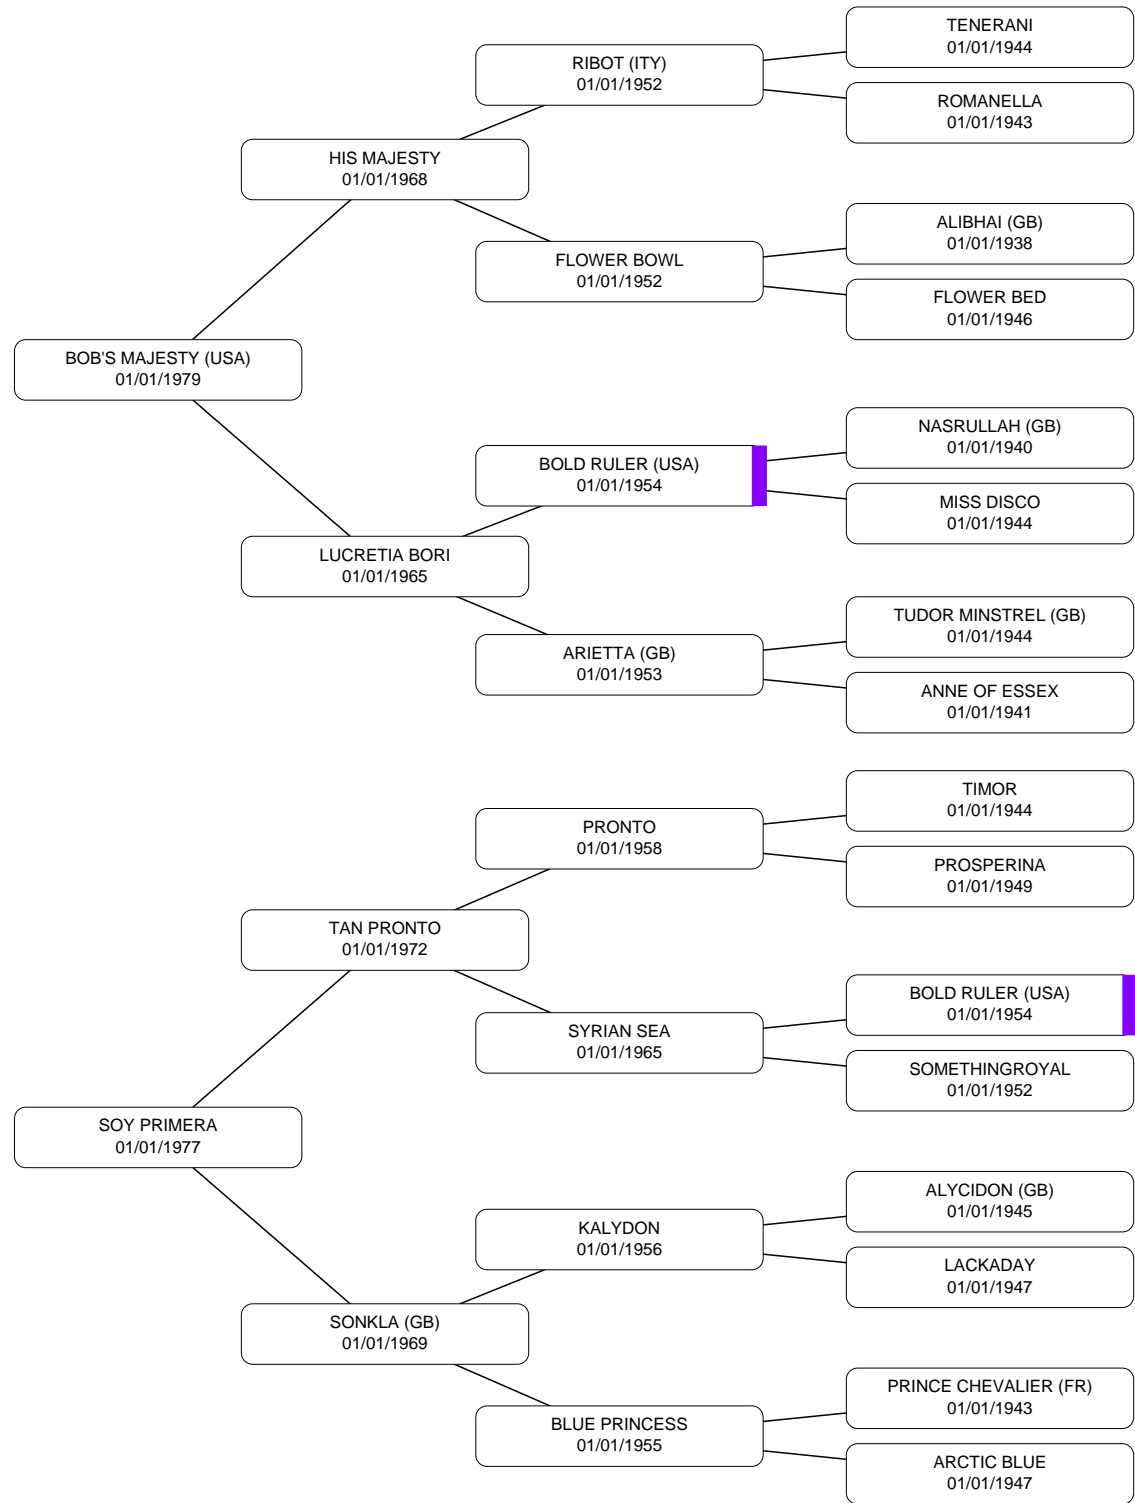 TENERANI
01/01/1944
RIBOT (ITY)
01/01/1952
ROMANELLA
01/01/1943
HIS MAJESTY
01/01/1968
ALIBHAI (GB)
01/01/1938
FLOWER BOWL
01/01/1952
FLOWER BED
01/01/1946
BOB'S MAJESTY (USA)
01/01/1979
NASRULLAH (GB)
01/01/1940
BOLD RULER (USA)
01/01/1954
MISS DISCO
01/01/1944
LUCRETIA BORI
01/01/1965
TUDOR MINSTREL (GB)
01/01/1944
ARIETTA (GB)
01/01/1953
ANNE OF ESSEX
01/01/1941
TIMOR
01/01/1944
PRONTO
01/01/1958
PROSPERINA
01/01/1949
TAN PRONTO
01/01/1972
BOLD RULER (USA)
01/01/1954
SYRIAN SEA
01/01/1965
SOMETHINGROYAL
01/01/1952
SOY PRIMERA
01/01/1977
ALYCIDON (GB)
01/01/1945
KALYDON
01/01/1956
LACKADAY
01/01/1947
SONKLA (GB)
01/01/1969
PRINCE CHEVALIER (FR)
01/01/1943
BLUE PRINCESS
01/01/1955
ARCTIC BLUE
01/01/1947